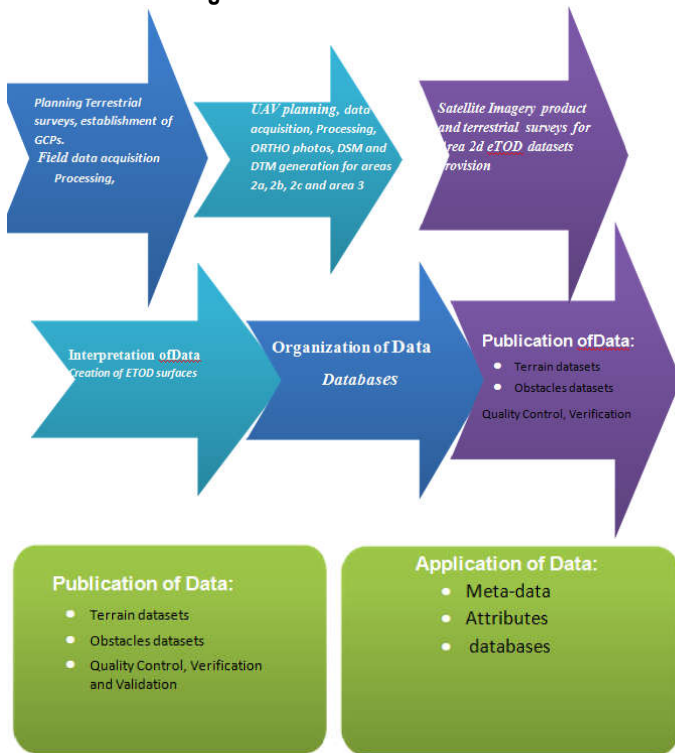 Planning Terrestrial
surveys, establishment of
GCPs.
Field data acquisition
Processing,
UAV planning, data
acquisition, Processing,
ORTHO photos, DSM and
DTM generation for areas
2a, 2b, 2c and area 3
Satellite Imagery product
and terrestrial surveys for
Area 2d eTOD datasets
provision
Interpretation ofData
Creation of ETOD surfaces
Organization of Data
Databases
Publication ofData:
• Terrain datasets
• Obstacles datasets
Quality Control, Verification
Publication of Data:
• Terrain datasets
• Obstacles datasets
• Quality Control, Verification
and Validation
Application of Data:
• Meta-data
• Attributes
• databases